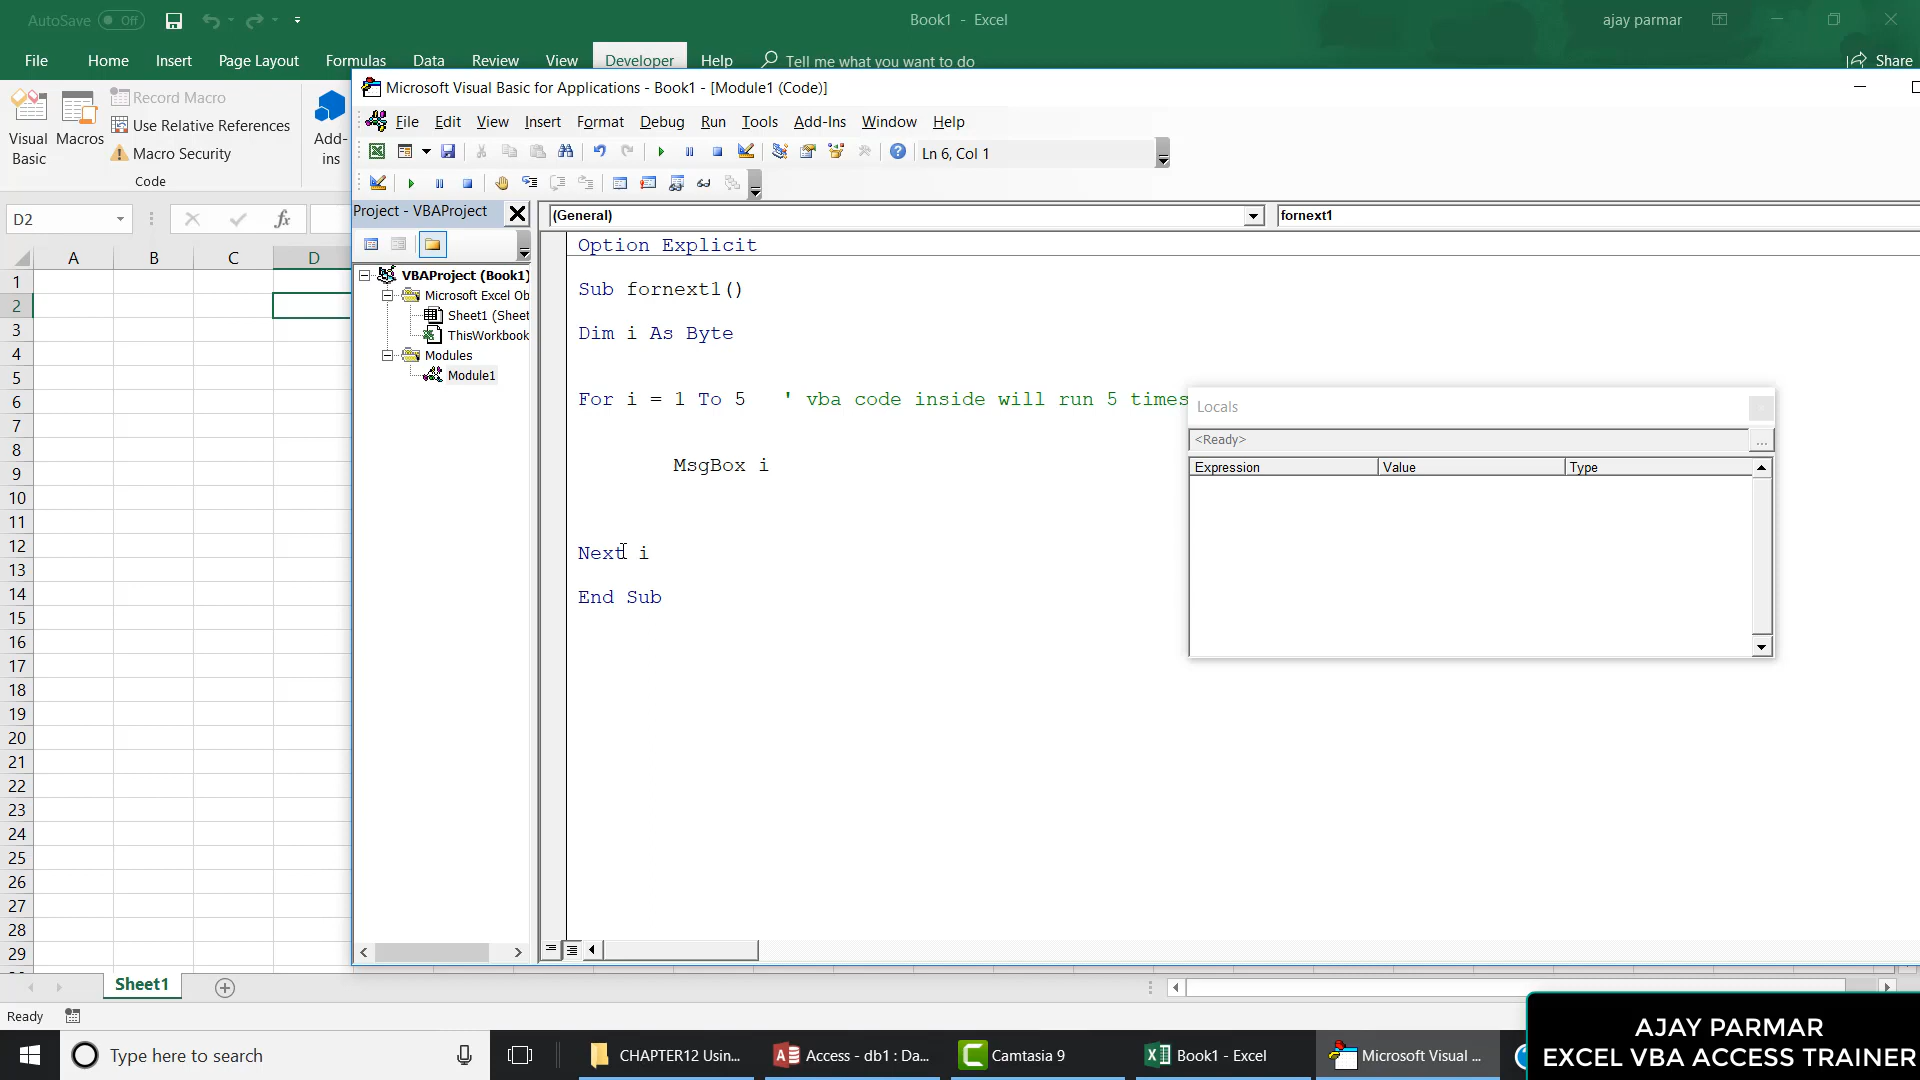 AutoSave Off
Book1 - Excel
ajay parmar
File Home Insert Page Layout Formulas Data Review View Developer Help Tell me what you want to do Share
Visual Basic
Macros
Record Macro
Use Relative References
Macro Security
Code
Add-ins
Microsoft Visual Basic for Applications - Book1 - [Module1 (Code)]
File Edit View Insert Format Debug Run Tools Add-Ins Window Help
Ln 6, Col 1
D2
fx
Project - VBAProject
(General)
fornext1
VBAProject (Book1)
Microsoft Excel Ob
Sheet1 (Sheet
ThisWorkbook
Modules
Module1
A B C D
1
2
3
4
5
6
7
8
9
10
11
12
13
14
15
16
17
18
19
20
21
22
23
24
25
26
27
28
29
Option Explicit
Sub fornext1()
Dim i As Byte
For i = 1 To 5 ' vba code inside will run 5 times
MsgBox i
Next i
End Sub
Locals
<Ready>
...
Expression Value Type
Sheet1
Ready
Type here to search
CHAPTER12 Usin...
Access - db1 : Da...
Camtasia 9
Book1 - Excel
Microsoft Visual ...
AJAY PARMAR
EXCEL VBA ACCESS TRAINER